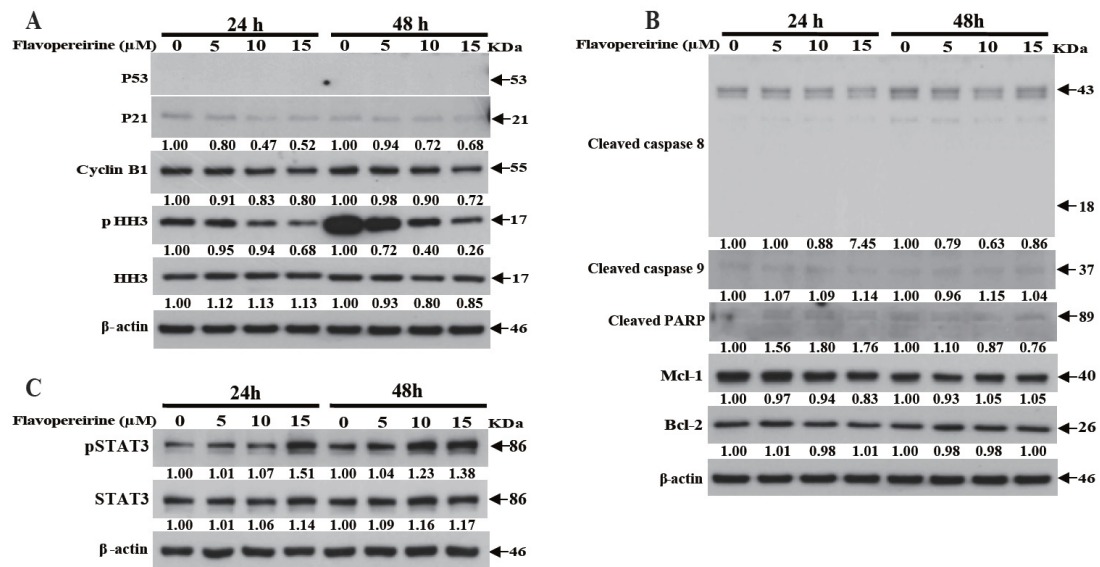 A
24 h 48 h
Flavopereirine (μM) 0 5 10 15 0 5 10 15 KDa
P53 53
P21 21
1.00 0.80 0.47 0.52 1.00 0.94 0.72 0.68
Cyclin B1 55
1.00 0.91 0.83 0.80 1.00 0.98 0.90 0.72
pHH3 17
1.00 0.95 0.94 0.68 1.00 0.72 0.40 0.26
HH3 17
1.00 1.12 1.13 1.13 1.00 0.93 0.80 0.85
β-actin 46
B
24 h 48h
Flavopereirine (μM) 0 5 10 15 0 5 10 15 KDa
43
Cleaved caspase 8
18
1.00 1.00 0.88 7.45 1.00 0.79 0.63 0.86
Cleaved caspase 9 37
1.00 1.07 1.09 1.14 1.00 0.96 1.15 1.04
Cleaved PARP 89
1.00 1.56 1.80 1.76 1.00 1.10 0.87 0.76
Mcl-1 40
1.00 0.97 0.94 0.83 1.00 0.93 1.05 1.05
Bcl-2 26
1.00 1.01 0.98 1.01 1.00 0.98 0.98 1.00
β-actin 46
C
24h 48h
Flavopereirine (μM) 0 5 10 15 0 5 10 15 KDa
pSTAT3 86
1.00 1.01 1.07 1.51 1.00 1.04 1.23 1.38
STAT3 86
1.00 1.01 1.06 1.14 1.00 1.09 1.16 1.17
β-actin 46